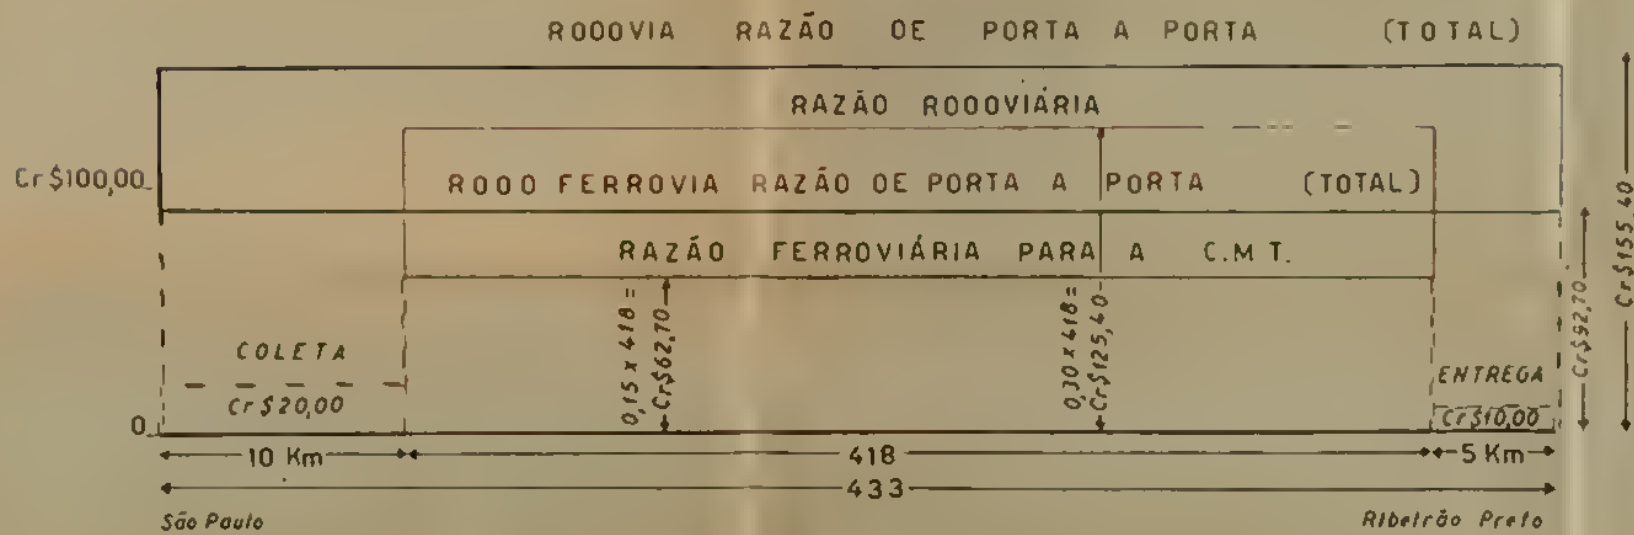 RODOVIA RAZÃO DE PORTA A PORTA (TOTAL)
RAZÃO RODOVIÁRIA
Cr$100,00
RODO FERROVIA RAZÃO DE PORTA A PORTA (TOTAL)
RAZÃO FERROVIÁRIA PARA A C.M T.
0,15 x 418 =
Cr$62,70
0,30 x 418 =
Cr$125,40
Cr$92,70
Cr$155,40
COLETA
Cr$20,00
ENTREGA
Cr$10,00
0
10 Km
418
5 Km
433
São Paulo
Ribeirão Preto